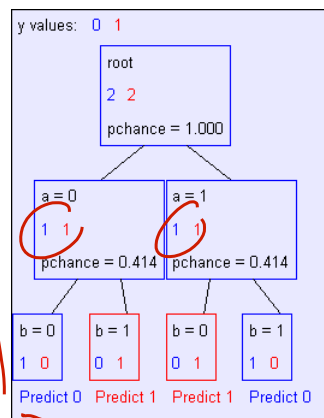 y values: 0 1
root
2 2
pchance = 1.000
a = 0
1 1
pchance = 0.414
a = 1
1 1
pchance = 0.414
b = 0
1 0
b = 1
0 1
b = 0
0 1
b = 1
1 0
Predict 0 Predict 1 Predict 1 Predict 0